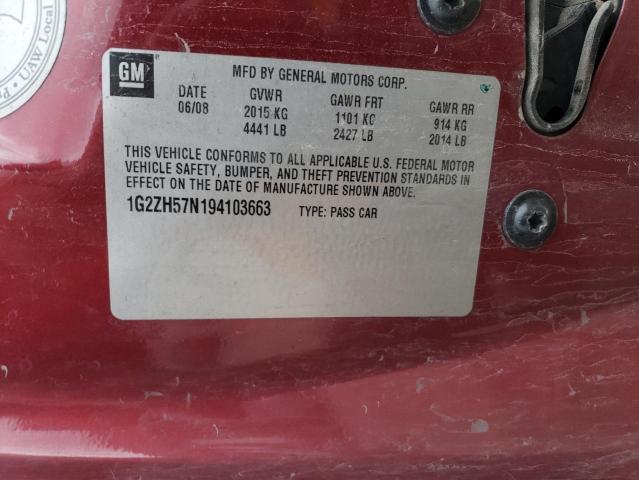 UAW Local
GM
MFD BY GENERAL MOTORS CORP.
DATE GVWR GAWR FRT GAWR RR
06/08 2015 KG 1101 KG 914 KG
4441 LB 2427 LB 2014 LB
THIS VEHICLE CONFORMS TO ALL APPLICABLE U.S. FEDERAL MOTOR
VEHICLE SAFETY, BUMPER, AND THEFT PREVENTION STANDARDS IN
EFFECT ON THE DATE OF MANUFACTURE SHOWN ABOVE.
1G2ZH57N194103663 TYPE: PASS CAR